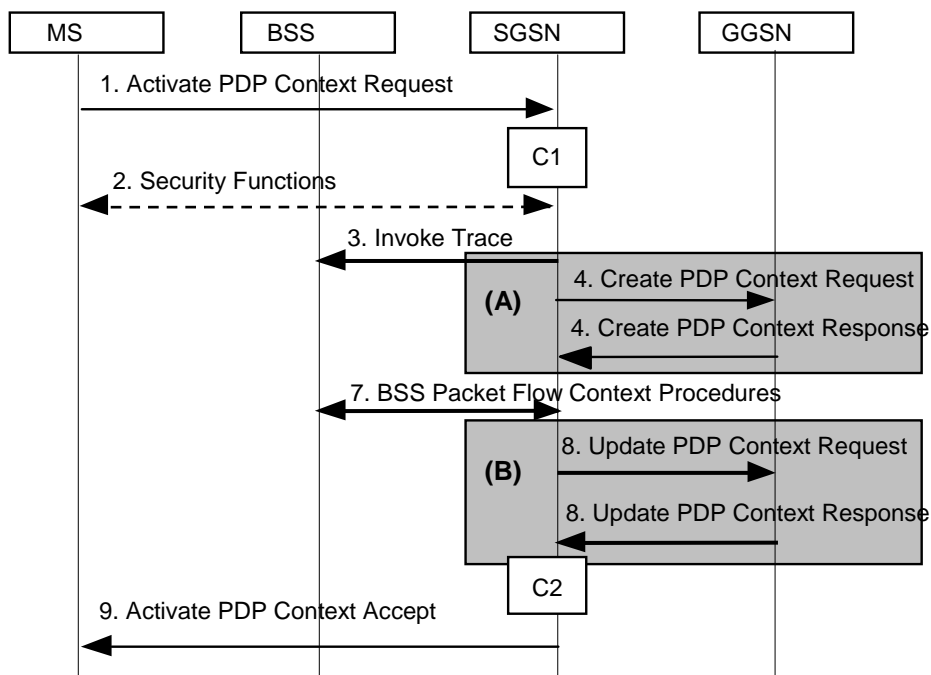 MS
BSS
SGSN
GGSN
1. Activate PDP Context Request
C1
2. Security Functions
3. Invoke Trace
(A)
4. Create PDP Context Request
4. Create PDP Context Response
7. BSS Packet Flow Context Procedures
(B)
8. Update PDP Context Request
8. Update PDP Context Response
C2
9. Activate PDP Context Accept